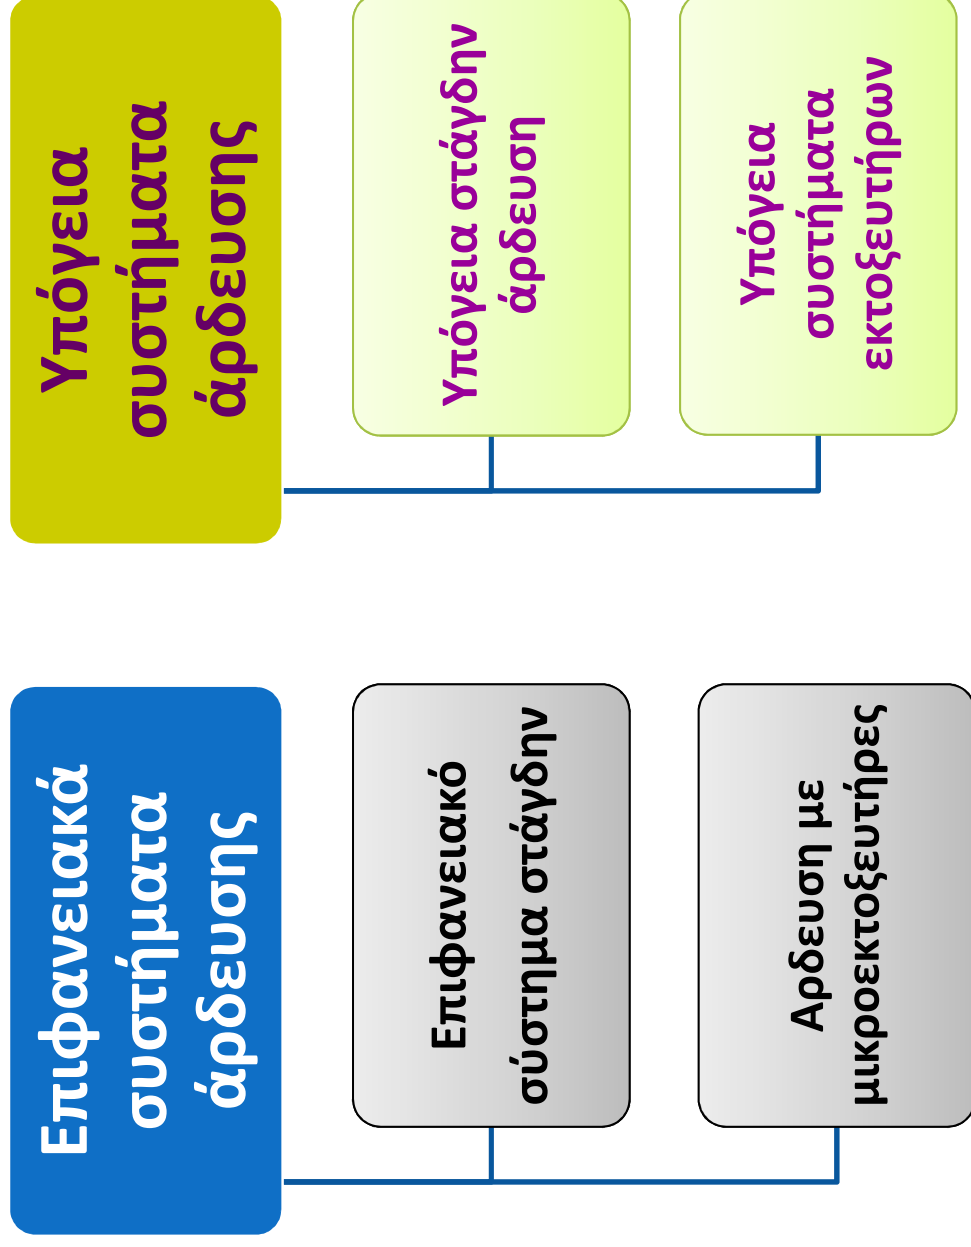 Επιφανειακά
συστήματα
άρδευσης
Επιφανειακό
σύστημα στάγδην
Αρδευση με
μικροεκτοξευτήρες
Υπόγεια
συστήματα
άρδευσης
Υπόγεια στάγδην
άρδευση
Υπόγεια
συστήματα
εκτοξευτήρων